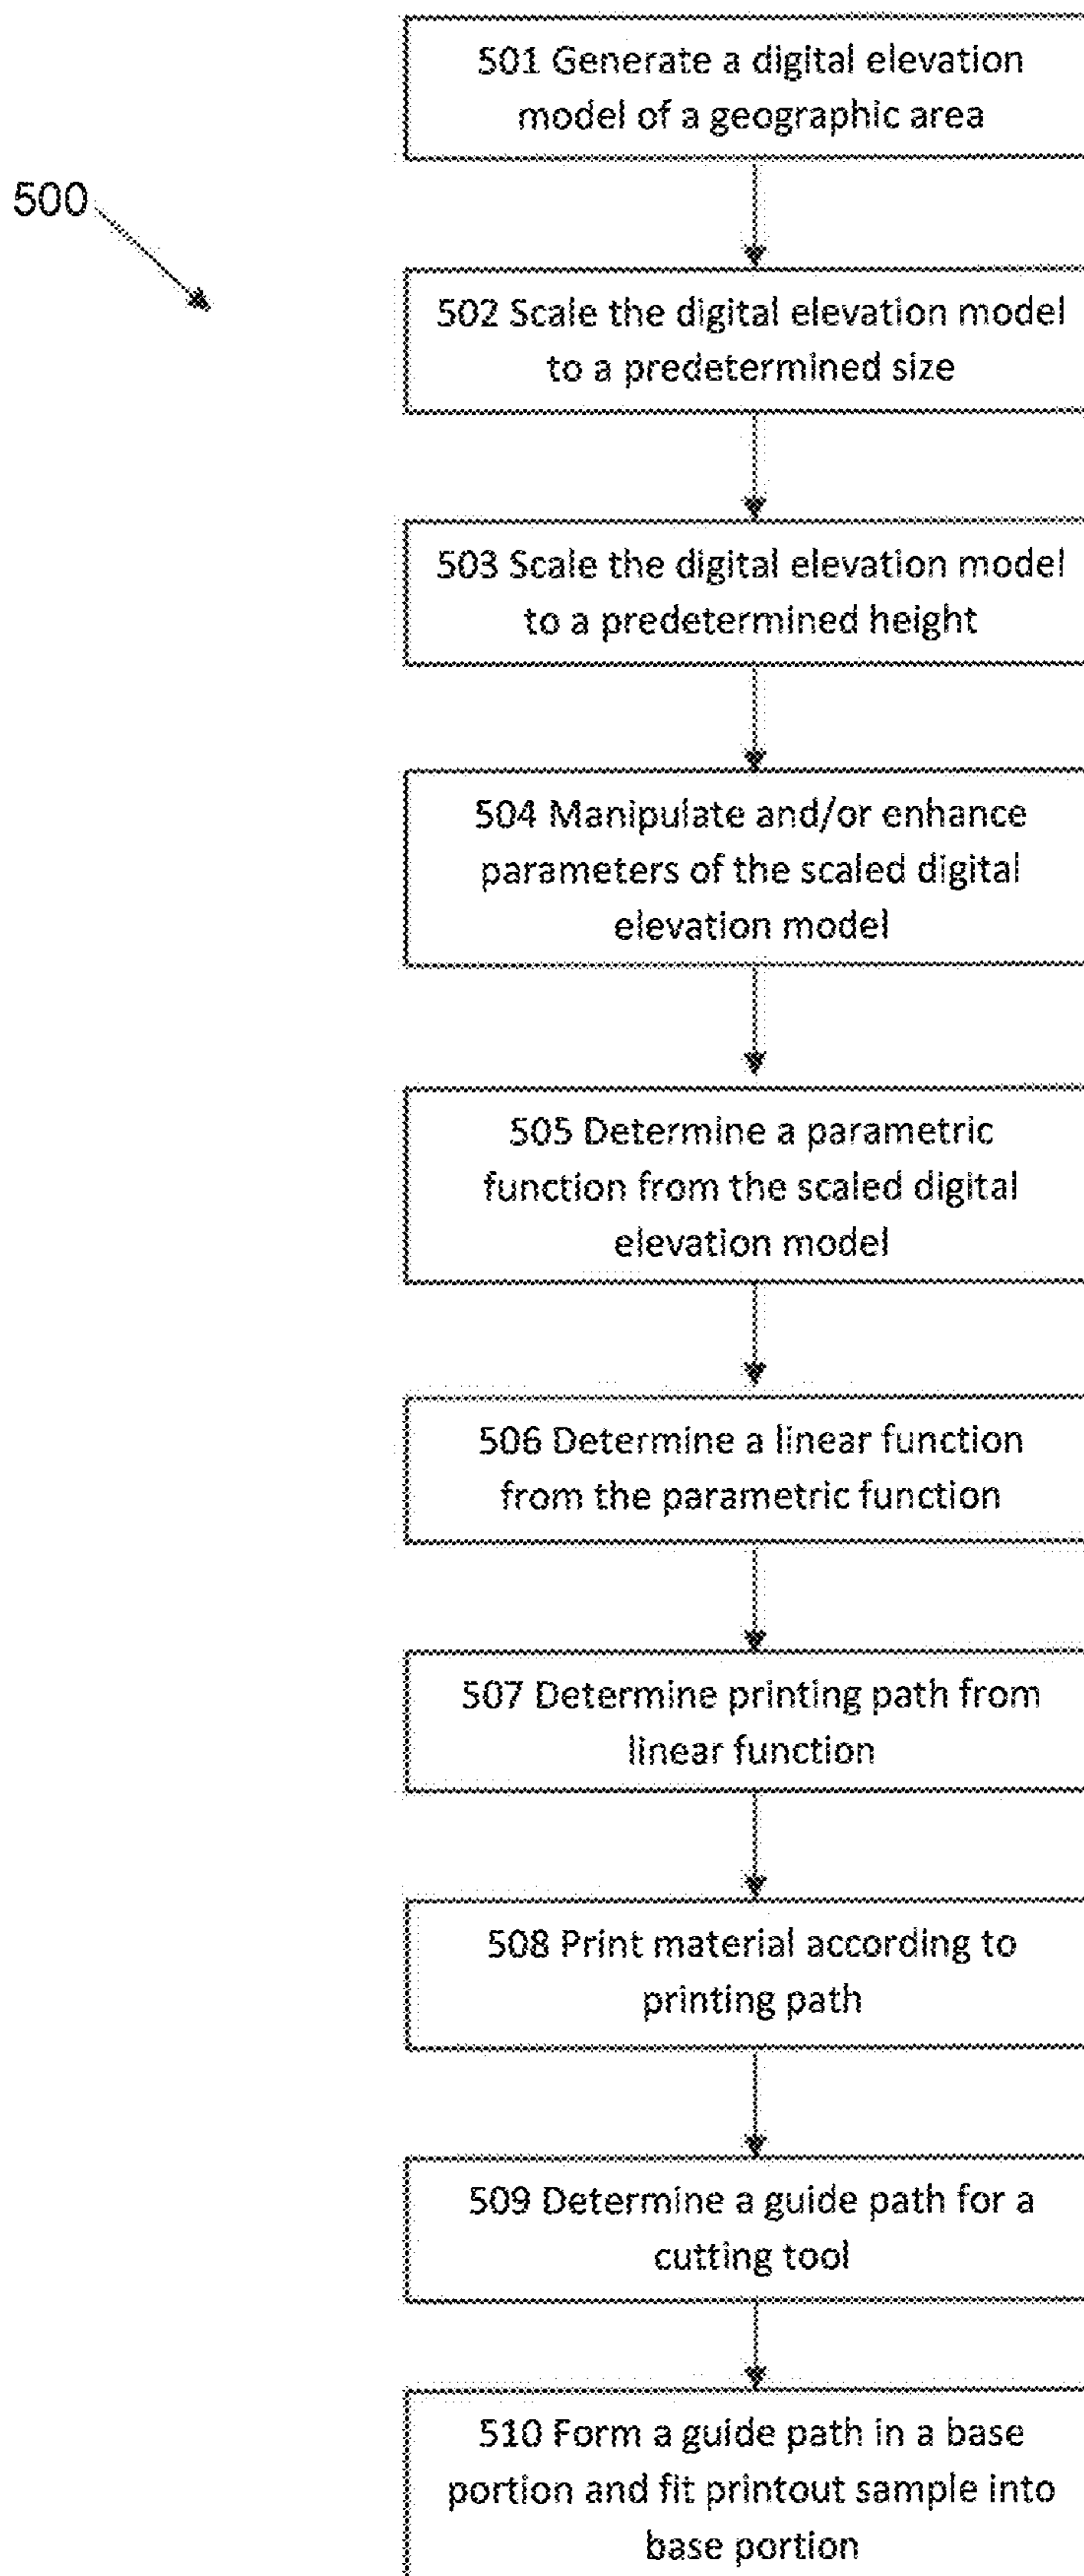 501 Generate a digital elevation
model of a geographic area
500
502 Scale the digital elevation model
to a predetermined size
503 Scale the digital elevation model
to a predetermined height
504 Manipulate and/or enhance
parameters of the scaled digital
elevation model
505 Determine a parametric
function from the scaled digital
elevation model
506 Determine a linear function
from the parametric function
507 Determine printing path from
linear function
508 Print material according to
printing path
509 Determine a guide path for a
cutting tool
510 Form a guide path in a base
portion and fit printout sample into
base portion